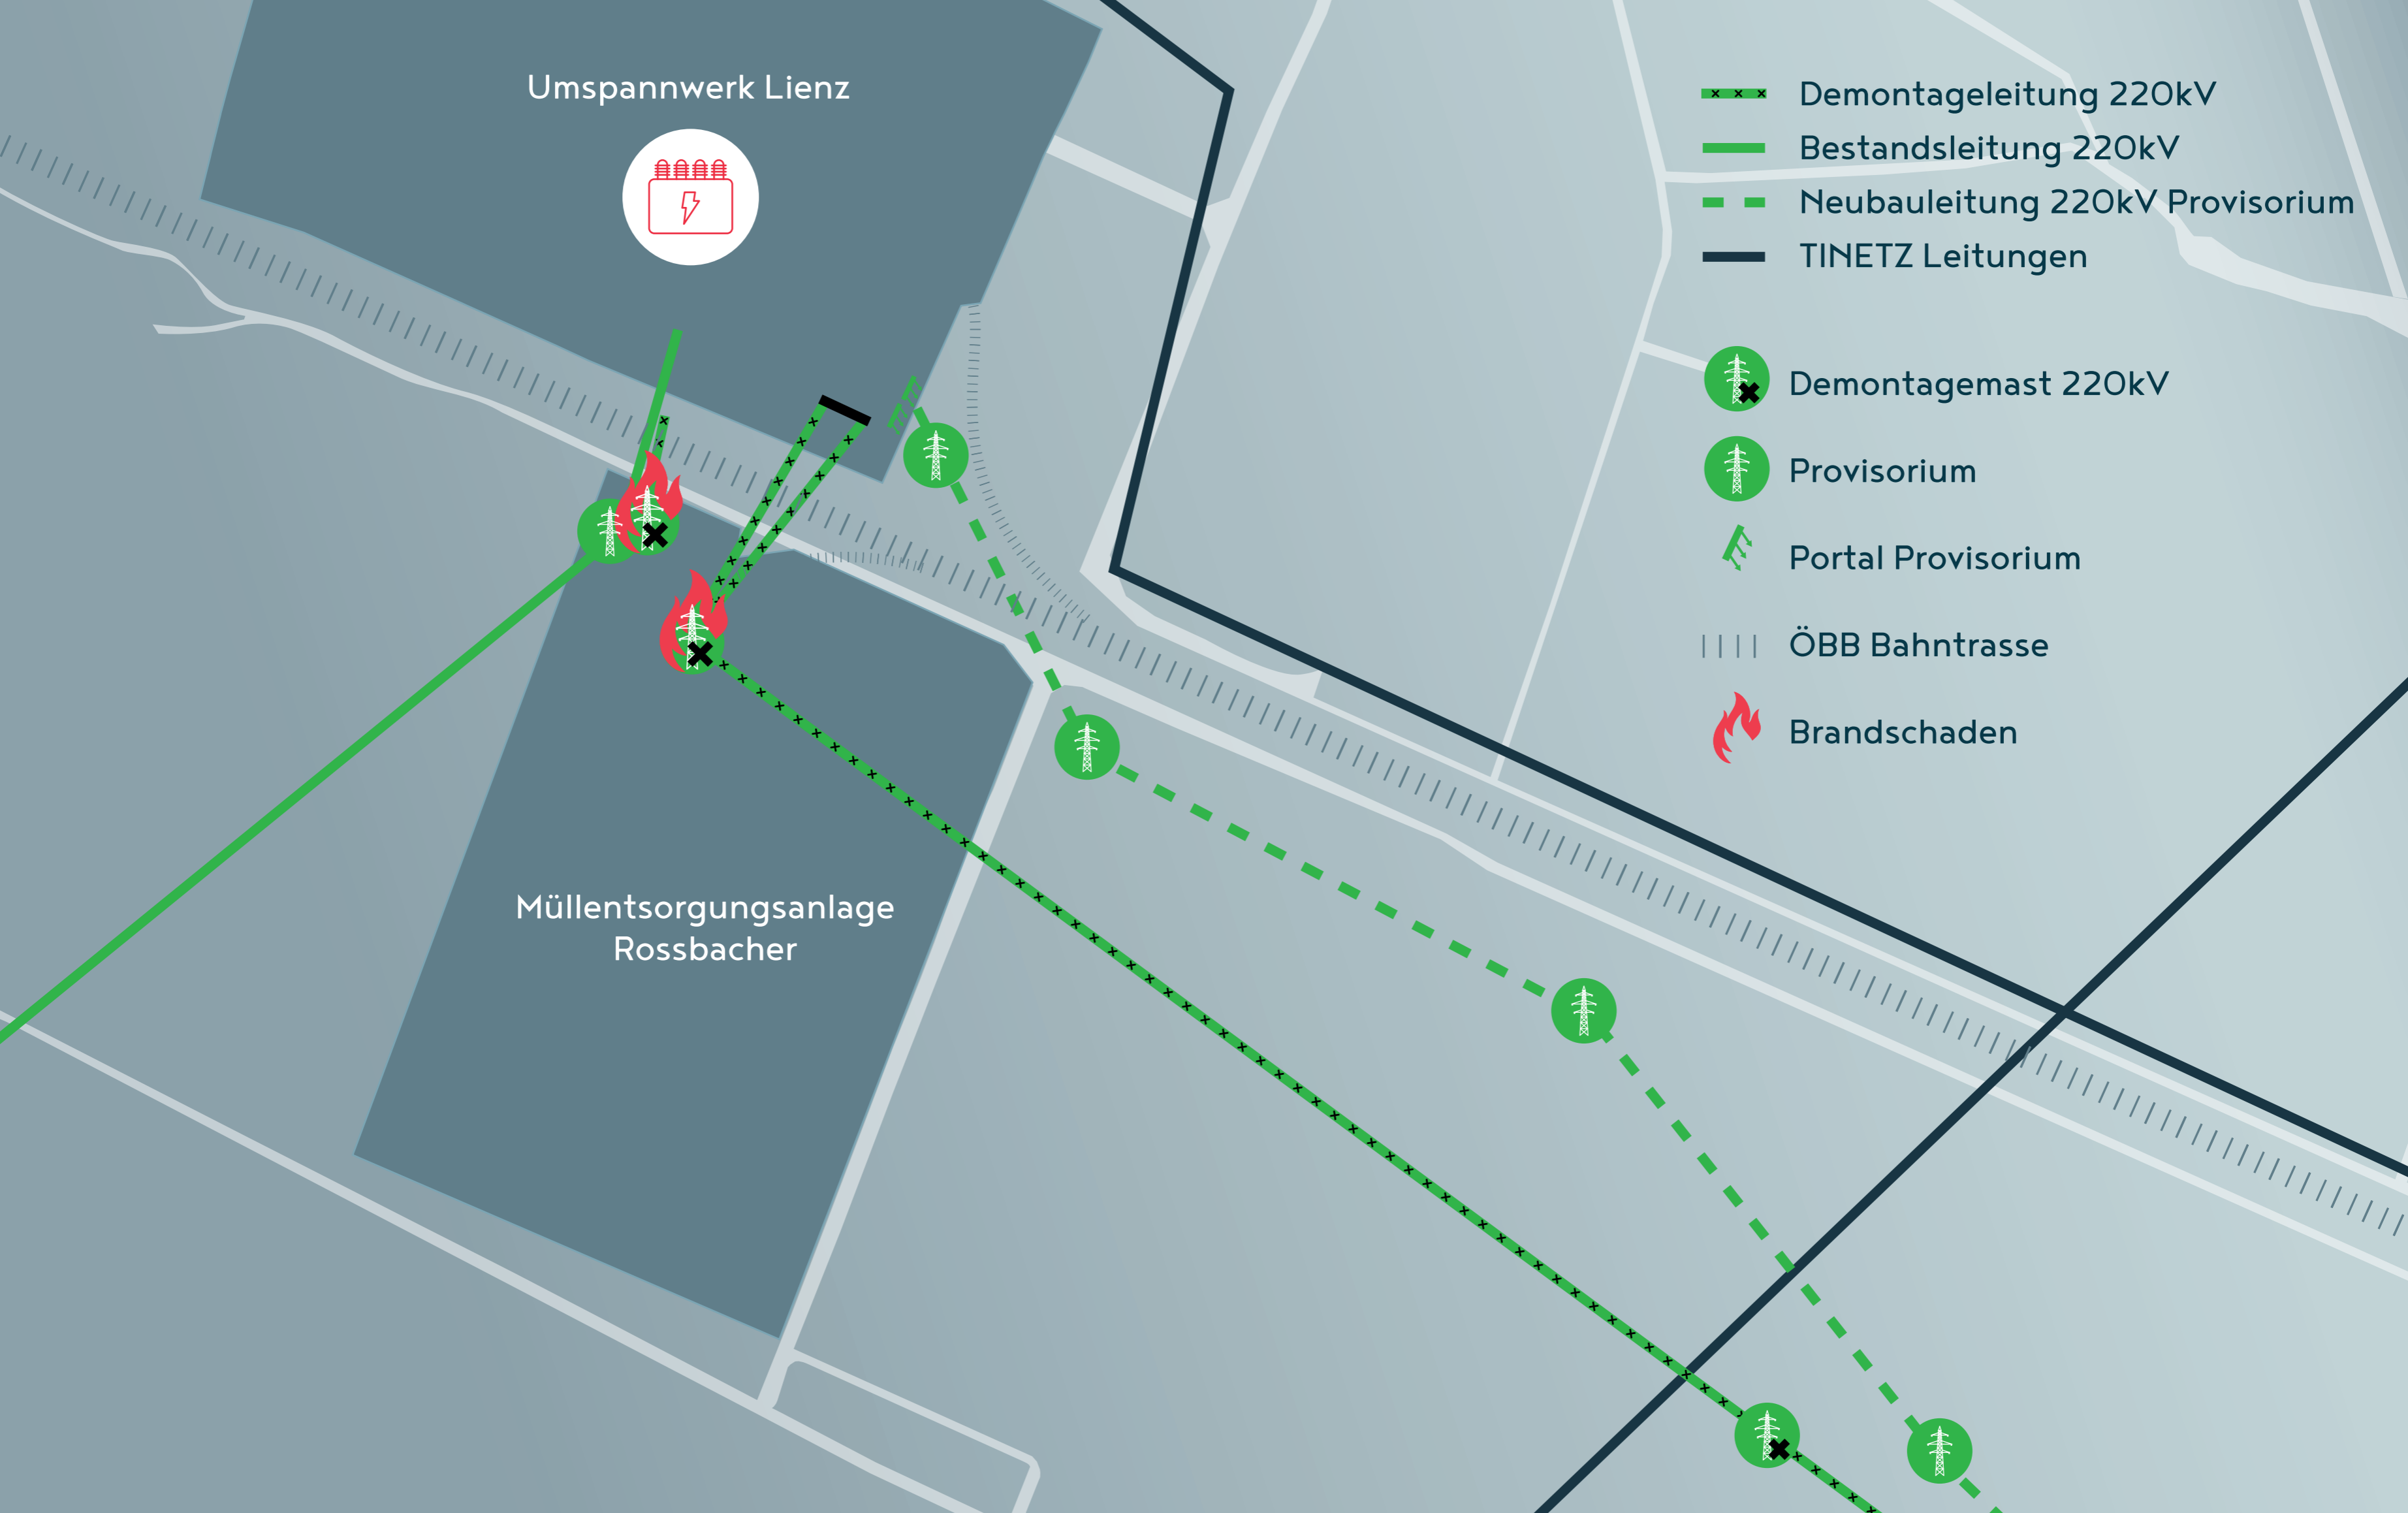 Umspannwerk Lienz
Müllentsorgungsanlage
Rossbacher
Demontageleitung 220kV
Bestandsleitung 220kV
Neubauleitung 220kV Provisorium
TINETZ Leitungen
Demontagemast 220kV
Provisorium
Portal Provisorium
ÖBB Bahntrasse
Brandschaden